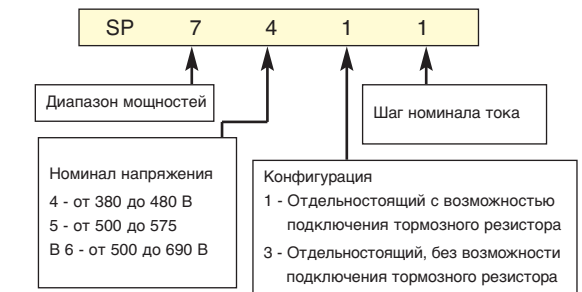 SP 7 4 1 1
Диапазон мощностей
Шаг номинала тока
Номинал напряжения
4 - от 380 до 480 В
5 - от 500 до 575
В 6 - от 500 до 690 В
Конфигурация
1 - Отдельностоящий с возможностью
подключения тормозного резистора
3 - Отдельностоящий, без возможности
подключения тормозного резистора